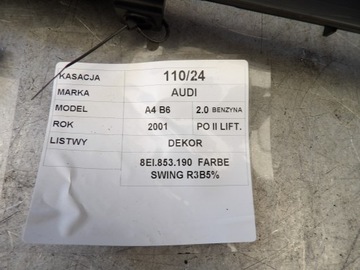 KASACJA 110/24
MARKA AUDI
MODEL A4 B6 2.0 BENZYNA
ROK 2001 PO II LIFT.
LISTWY DEKOR
8EI.853.190 FARBE
SWING R3B5%